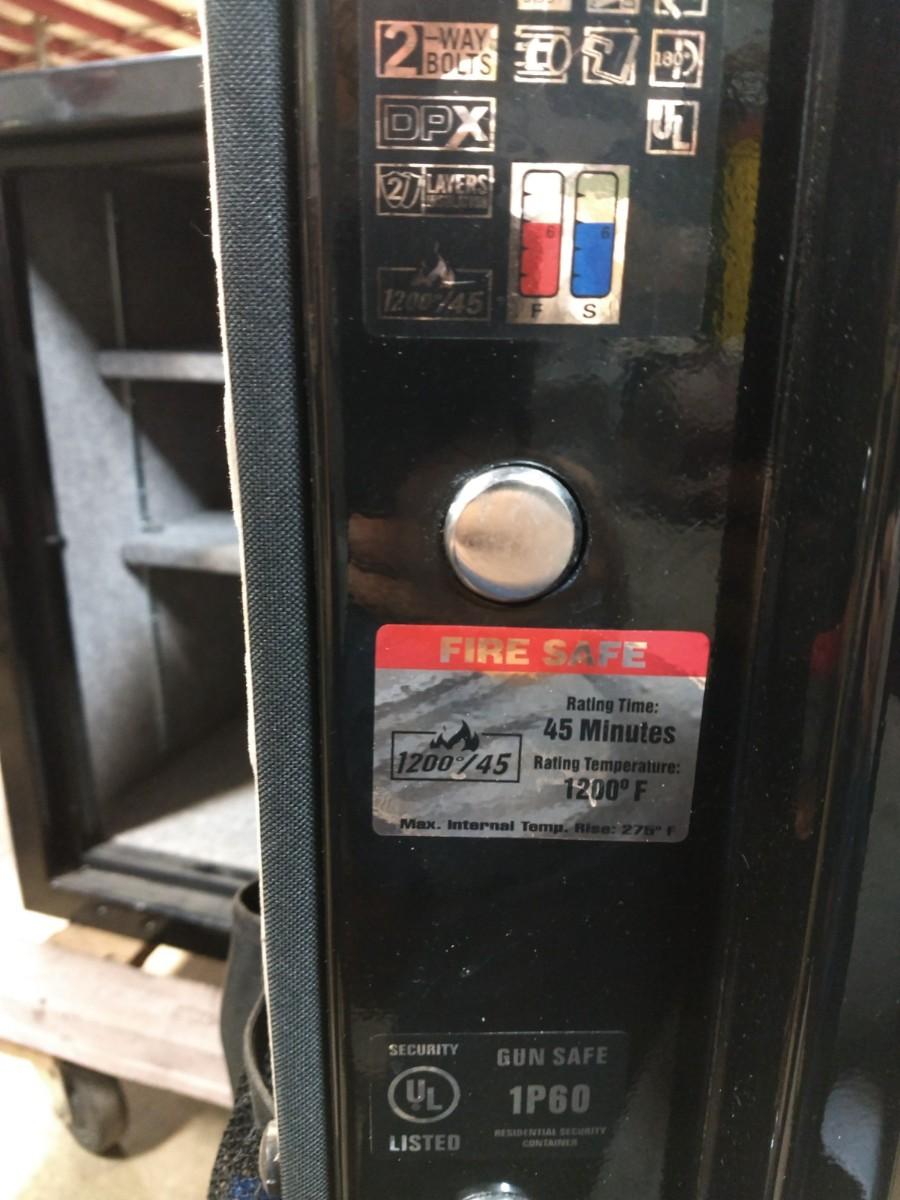 2-WAY
BOLTS
180°
DPX
UL
2
LAYERS
6
6
1200°/45
F
S
FIRE SAFE
Rating Time:
45 Minutes
1200°/45
Rating Temperature:
1200° F
Max. Internal Temp. Rise: 275° F
SECURITY
UL
LISTED
GUN SAFE
1P60
RESIDENTIAL SECURITY
CONTAINER